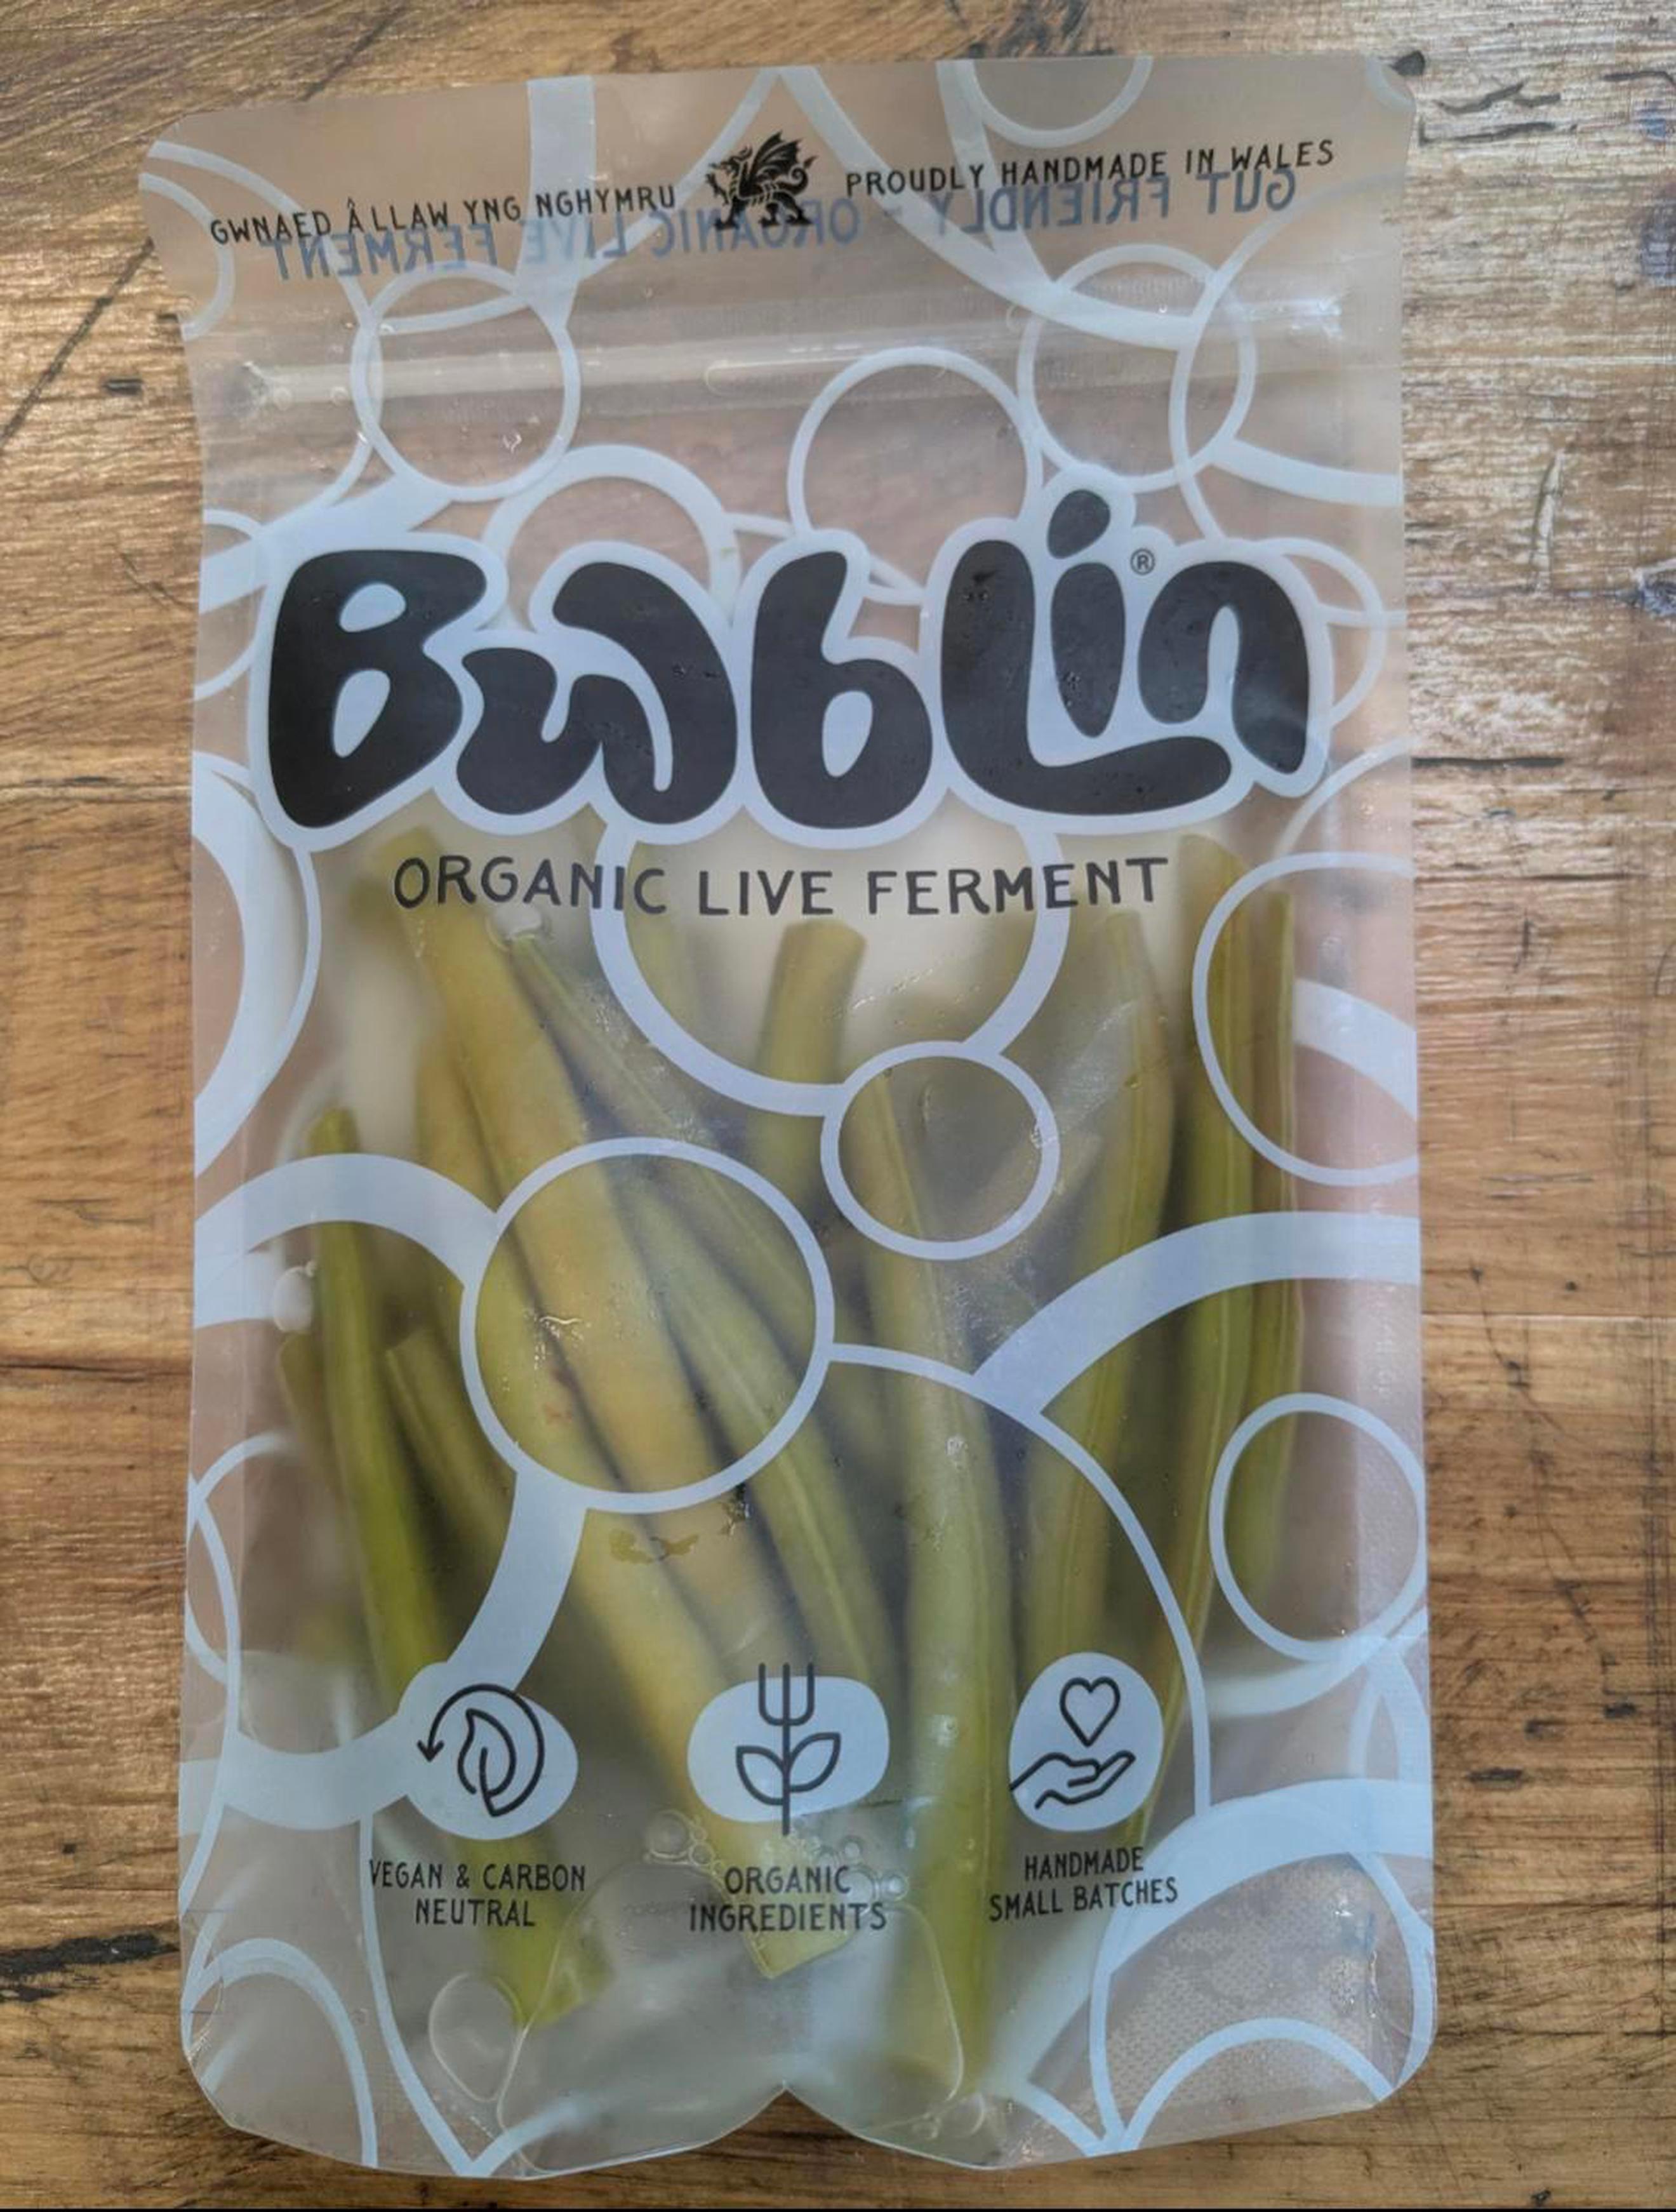 GWNAED Â LLAW YNG NGHYMRU PROUDLY HANDMADE IN WALES
GUT FRIENDLY - ORGANIC LIVE FERMENT
Bwblin®
ORGANIC LIVE FERMENT
VEGAN & CARBON
NEUTRAL
ORGANIC
INGREDIENTS
HANDMADE
SMALL BATCHES